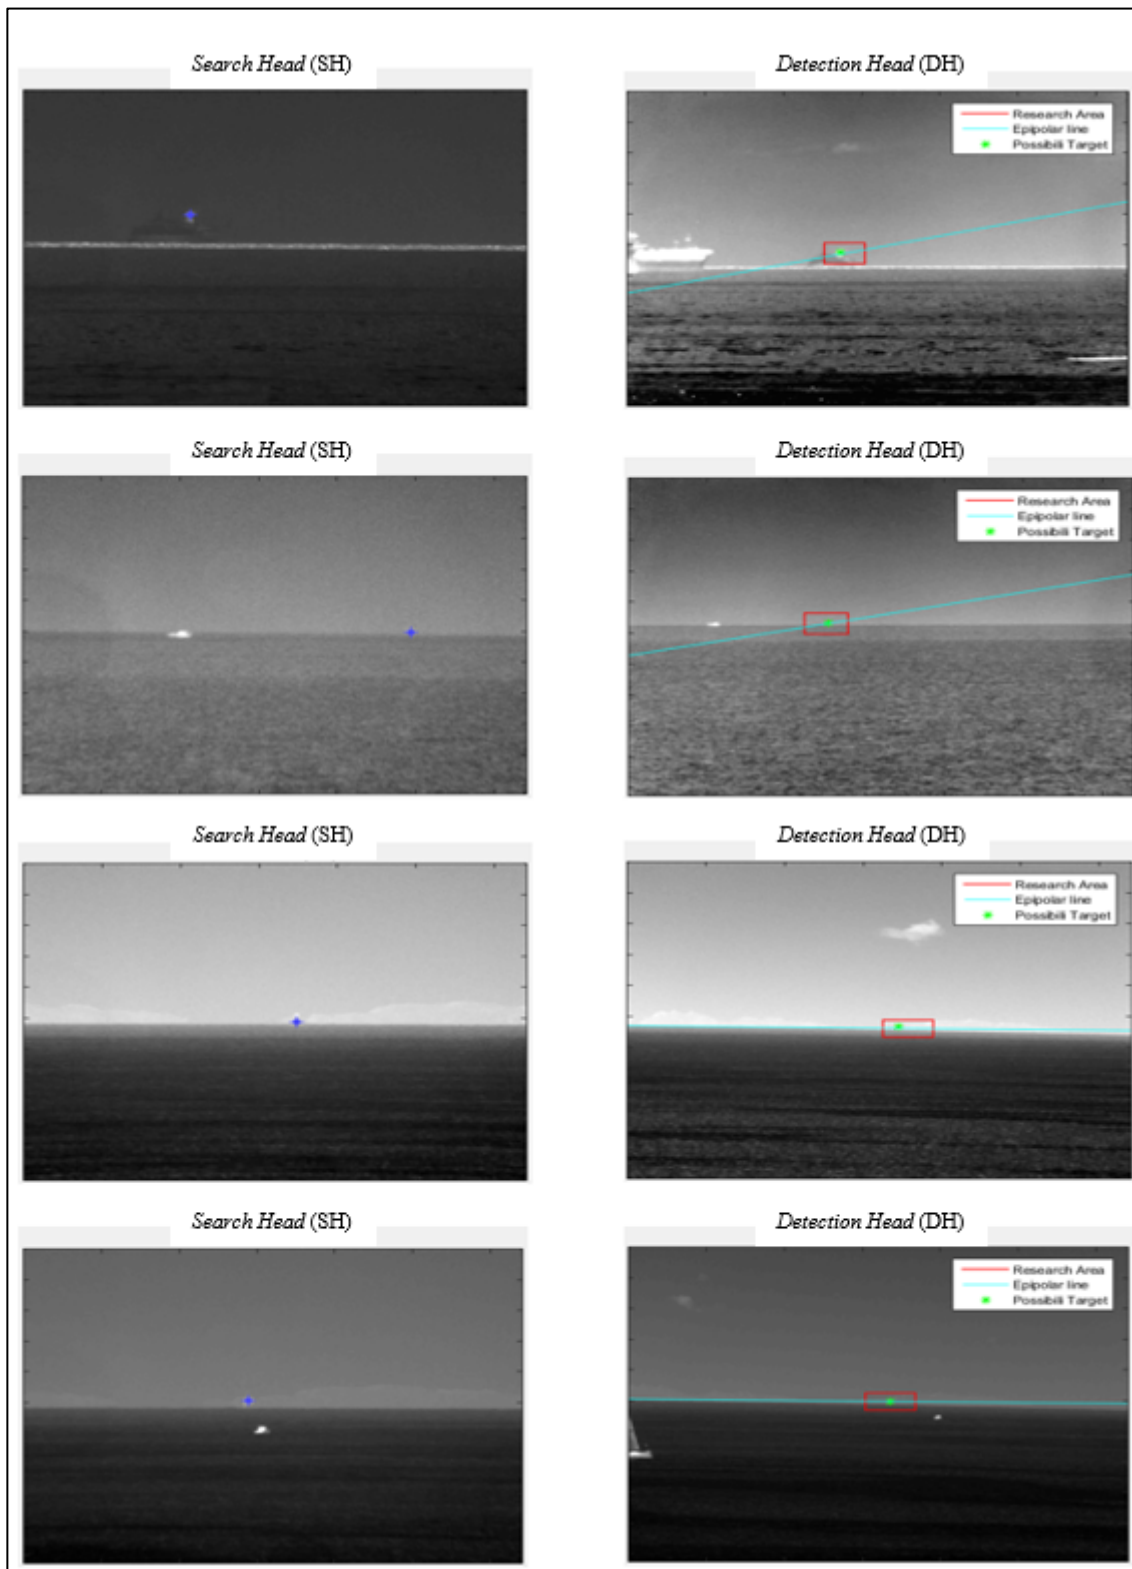 Search Head (SH)
Detection Head (DH)
Research Area
Epipolar line
Possibili Target
Search Head (SH)
Detection Head (DH)
Research Area
Epipolar line
Possibili Target
Search Head (SH)
Detection Head (DH)
Research Area
Epipolar line
Possibili Target
Search Head (SH)
Detection Head (DH)
Research Area
Epipolar line
Possibili Target